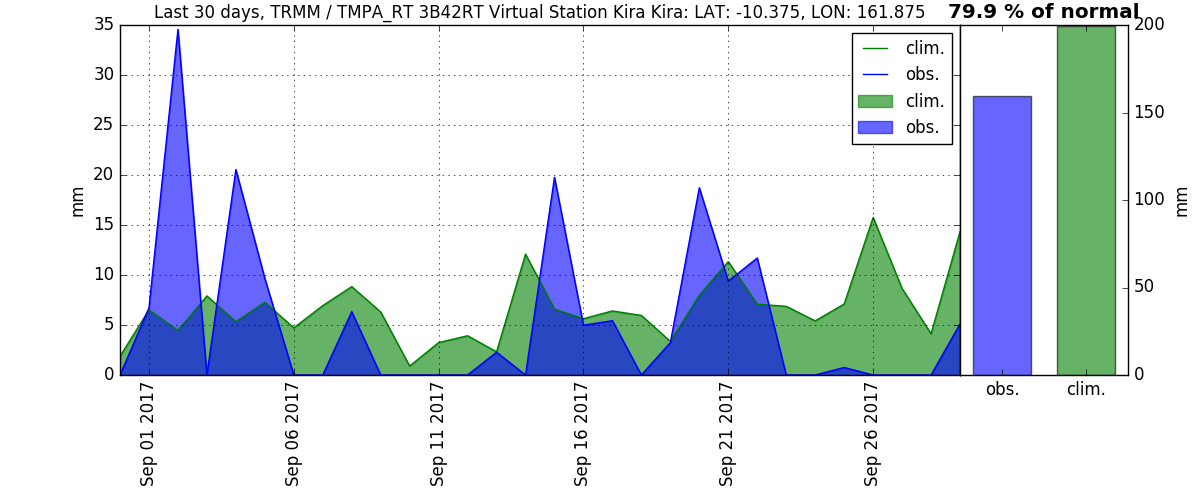 Last 30 days, TRMM / TMPA_RT 3B42RT Virtual Station Kira Kira: LAT: -10.375, LON: 161.875
79.9 % of normal
35
30
25
20
15
10
5
0
mm
clim.
obs.
clim.
obs.
Sep 01 2017
Sep 06 2017
Sep 11 2017
Sep 16 2017
Sep 21 2017
Sep 26 2017
200
150
100
50
0
mm
obs.
clim.